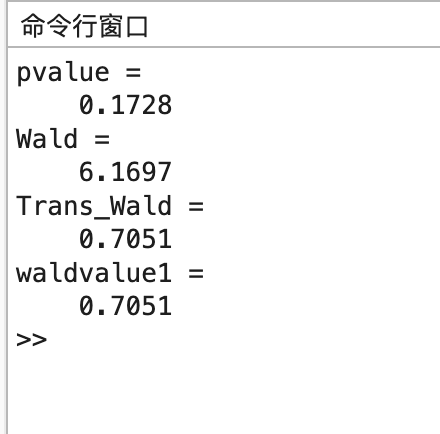 命令行窗口
pvalue =
0.1728
Wald =
6.1697
Trans_Wald =
0.7051
waldvalue1 =
0.7051
>>